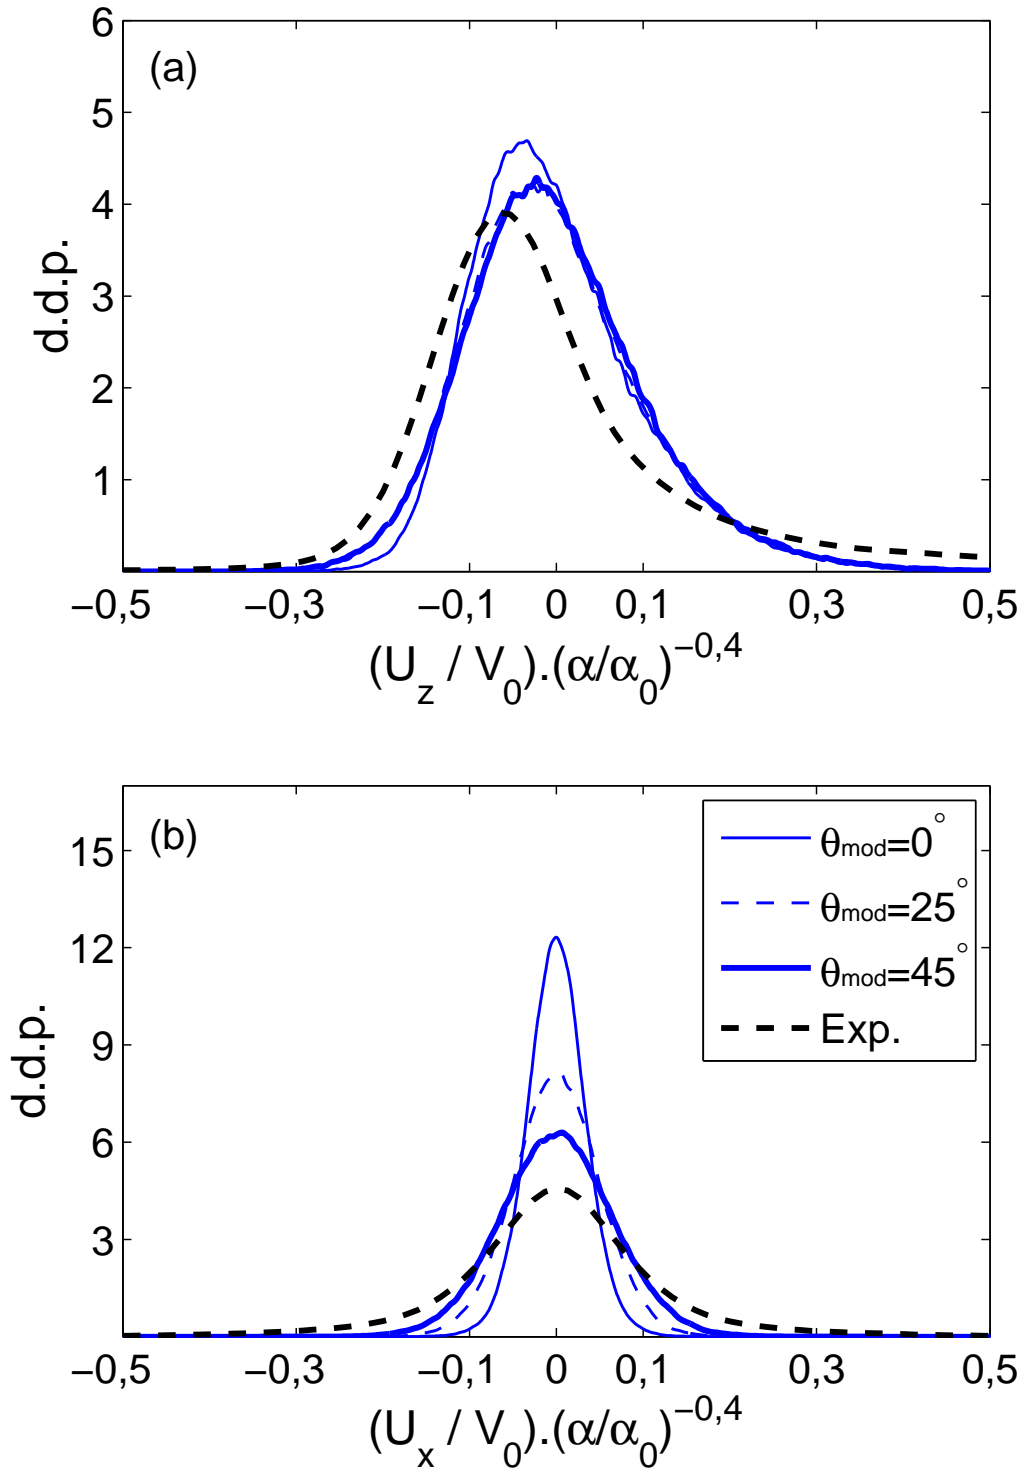 (a)
d.d.p.
6
5
4
3
2
1
−0,5 −0,3 −0,1 0 0,1 0,3 0,5
(U_z / V_0).(α/α_0)^−0,4
(b)
d.d.p.
15
12
9
6
3
θmod=0°
θmod=25°
θmod=45°
Exp.
−0,5 −0,3 −0,1 0 0,1 0,3 0,5
(U_x / V_0).(α/α_0)^−0,4